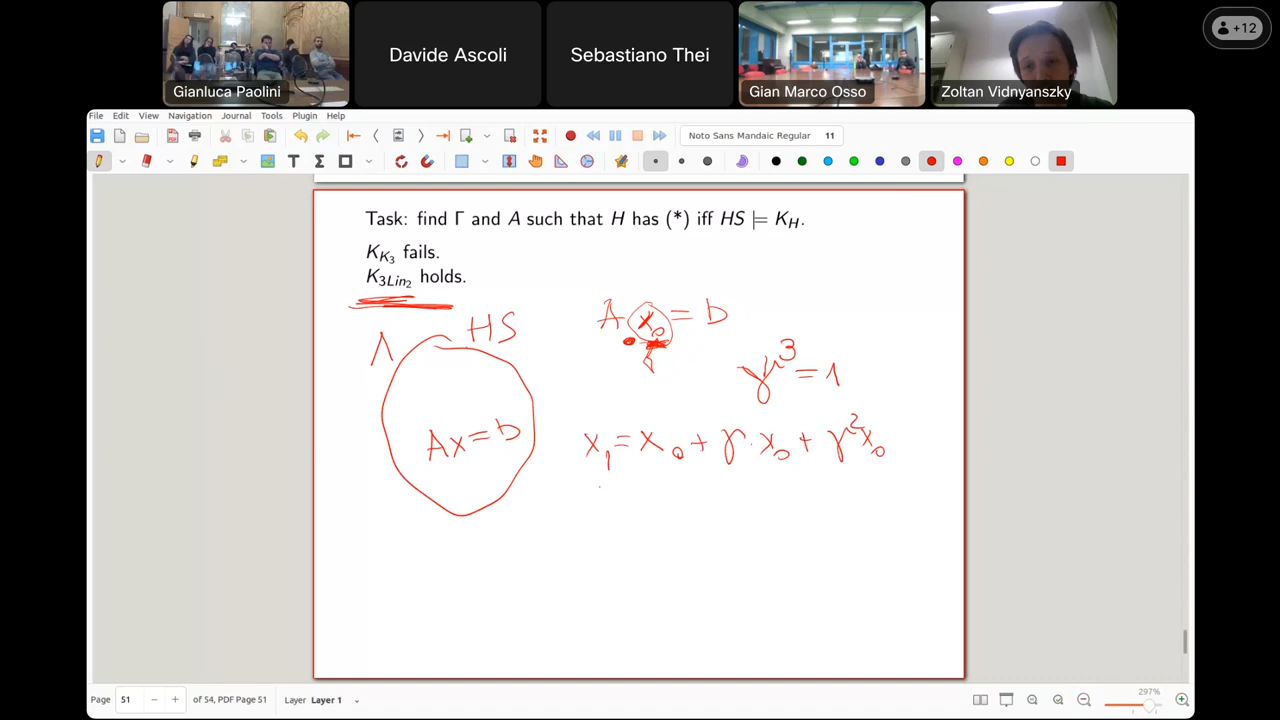 Gianluca Paolini
Davide Ascoli
Sebastiano Thei
Gian Marco Osso
Zoltan Vidnyanszky
+12
File Edit View Navigation Journal Tools Plugin Help
Noto Sans Mandaic Regular 11
Task: find Γ and A such that H has (*) iff HS ⊨ K_H.
K_{K_3} fails.
K_{3Lin_2} holds.
HS
Ax = b
A x_0 = b
γ^3 = 1
x_1 = x_0 + γ · x_0 + γ^2 x_0
Page 51 of 54, PDF Page 51 Layer Layer 1 297%